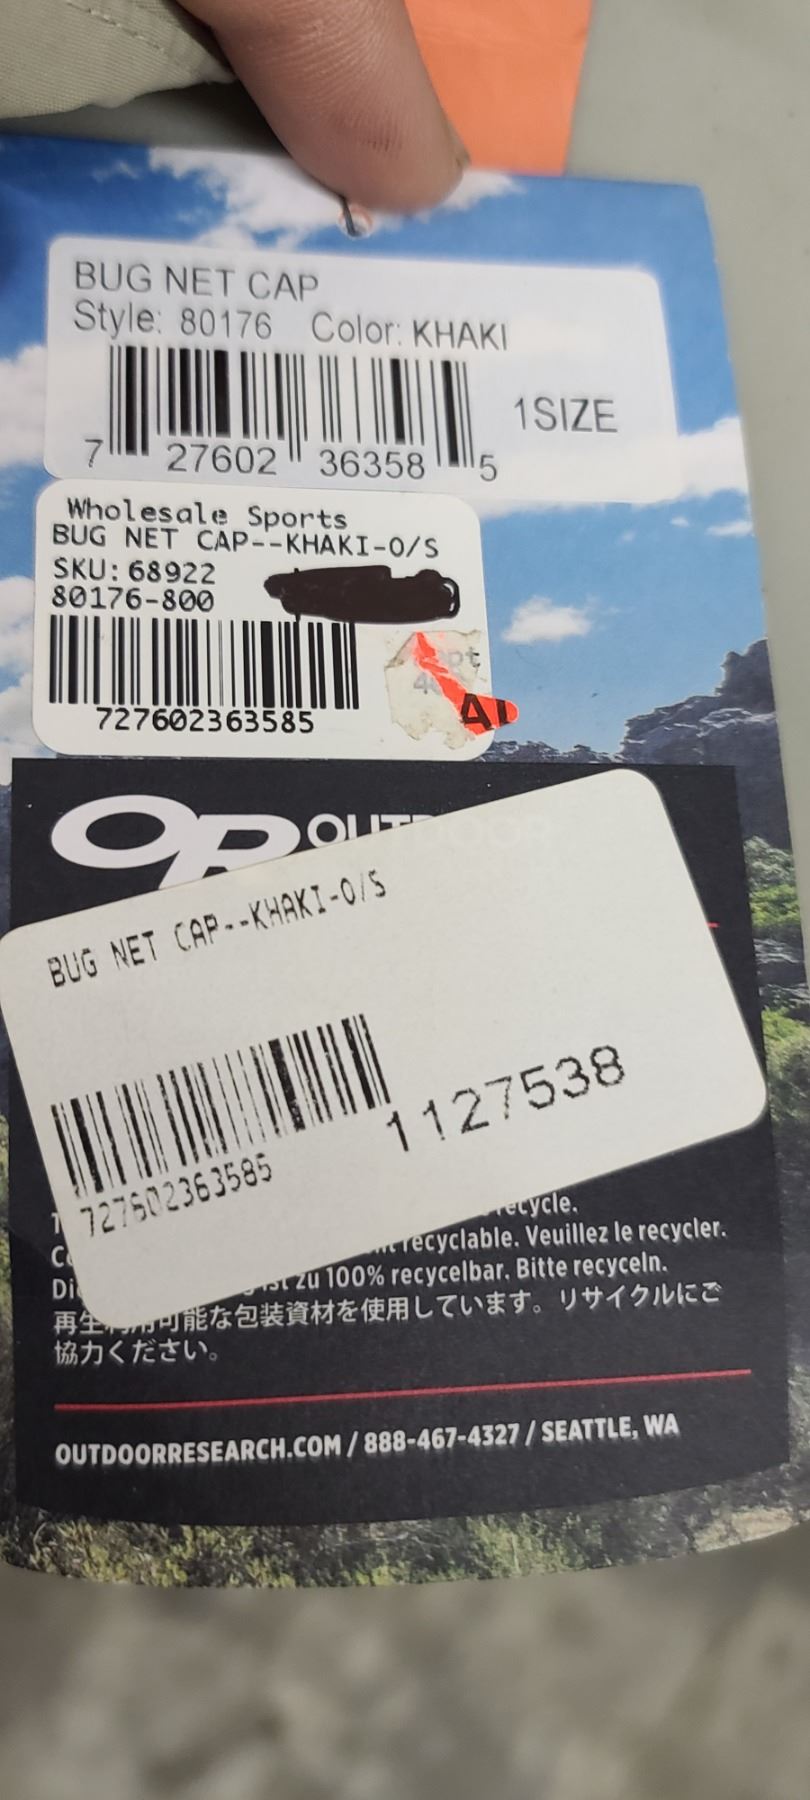 BUG NET CAP
Style: 80176 Color: KHAKI
1SIZE
7 27602 36358 5
Wholesale Sports
BUG NET CAP--KHAKI-O/S
SKU: 68922
80176-800
727602363585
OR
BUG NET CAP--KHAKI-O/S
1127538
727602363585
recycle.
recyclable. Veuillez le recycler.
zu 100% recycelbar. Bitte recyceln.
可能な包装資材を使用しています。リサイクルにご
協力ください。
OUTDOORRESEARCH.COM / 888-467-4327 / SEATTLE, WA